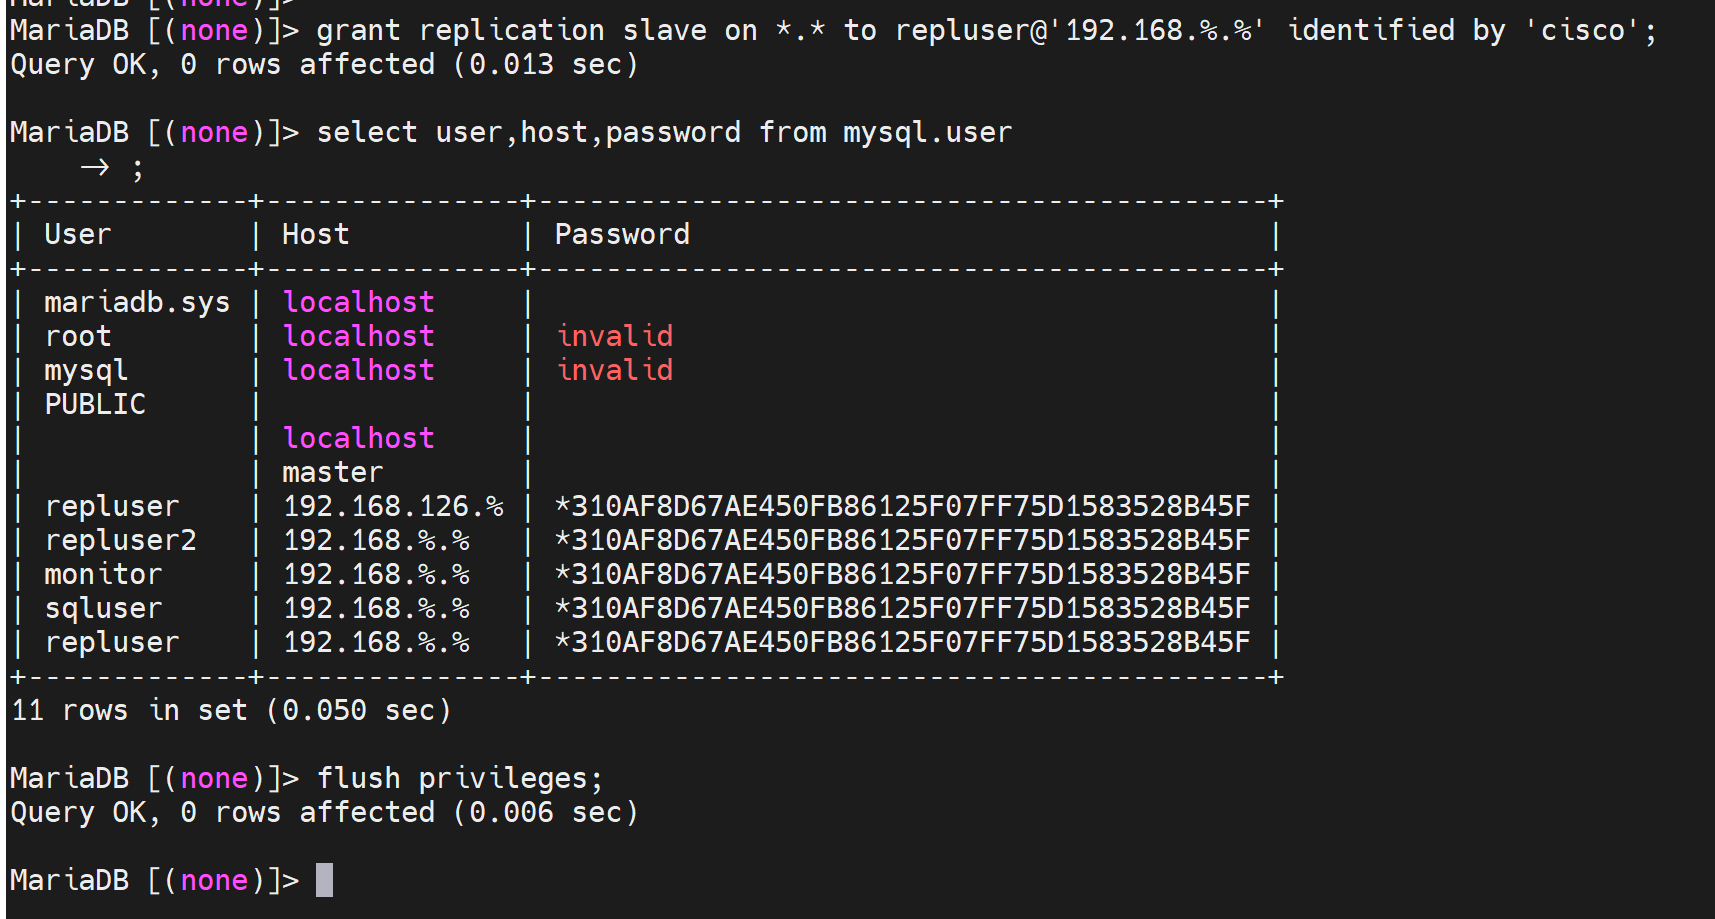 MariaDB [(none)]>
MariaDB [(none)]> grant replication slave on *.* to repluser@'192.168.%.%' identified by 'cisco';
Query OK, 0 rows affected (0.013 sec)
MariaDB [(none)]> select user,host,password from mysql.user
    -> ;
+-------------+---------------+-------------------------------------------+
| User        | Host          | Password                                  |
+-------------+---------------+-------------------------------------------+
| mariadb.sys | localhost     |                                           |
| root        | localhost     | invalid                                   |
| mysql       | localhost     | invalid                                   |
| PUBLIC      |               |                                           |
|             | localhost     |                                           |
|             | master        |                                           |
| repluser    | 192.168.126.% | *310AF8D67AE450FB86125F07FF75D1583528B45F |
| repluser2   | 192.168.%.%   | *310AF8D67AE450FB86125F07FF75D1583528B45F |
| monitor     | 192.168.%.%   | *310AF8D67AE450FB86125F07FF75D1583528B45F |
| sqluser     | 192.168.%.%   | *310AF8D67AE450FB86125F07FF75D1583528B45F |
| repluser    | 192.168.%.%   | *310AF8D67AE450FB86125F07FF75D1583528B45F |
+-------------+---------------+-------------------------------------------+
11 rows in set (0.050 sec)
MariaDB [(none)]> flush privileges;
Query OK, 0 rows affected (0.006 sec)
MariaDB [(none)]>